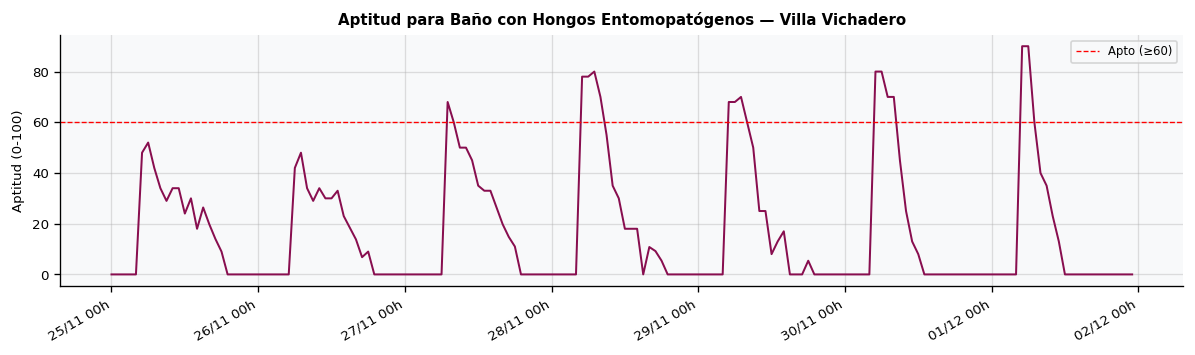 Aptitud para Baño con Hongos Entomopatógenos — Villa Vichadero
Apto (≥60)
Aptitud (0-100)
80
60
40
20
0
25/11 00h
26/11 00h
27/11 00h
28/11 00h
29/11 00h
30/11 00h
01/12 00h
02/12 00h